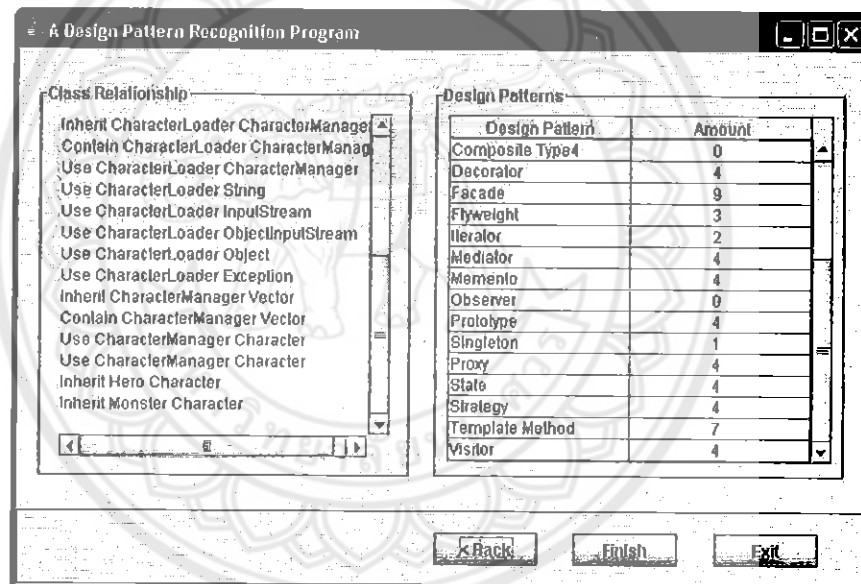 A Design Pattern Recognition Program
Class Relationship
Inherit CharacterLoader CharacterManage
Contain CharacterLoader CharacterManag
Use CharacterLoader CharacterManager
Use CharacterLoader String
Use CharacterLoader InputStream
Use CharacterLoader ObjectInputStream
Use CharacterLoader Object
Use CharacterLoader Exception
Inherit CharacterManager Vector
Contain CharacterManager Vector
Use CharacterManager Character
Use CharacterManager Character
Inherit Hero Character
Inherit Monster Character
Design Patterns
Design Pattern Amount
Composite Type4 0
Decorator 4
Facade 9
Flyweight 3
Iterator 2
Mediator 4
Memento 4
Observer 0
Prototype 4
Singleton 1
Proxy 4
State 4
Strategy 4
Template Method 7
Visitor 4
< Back Finish Exit